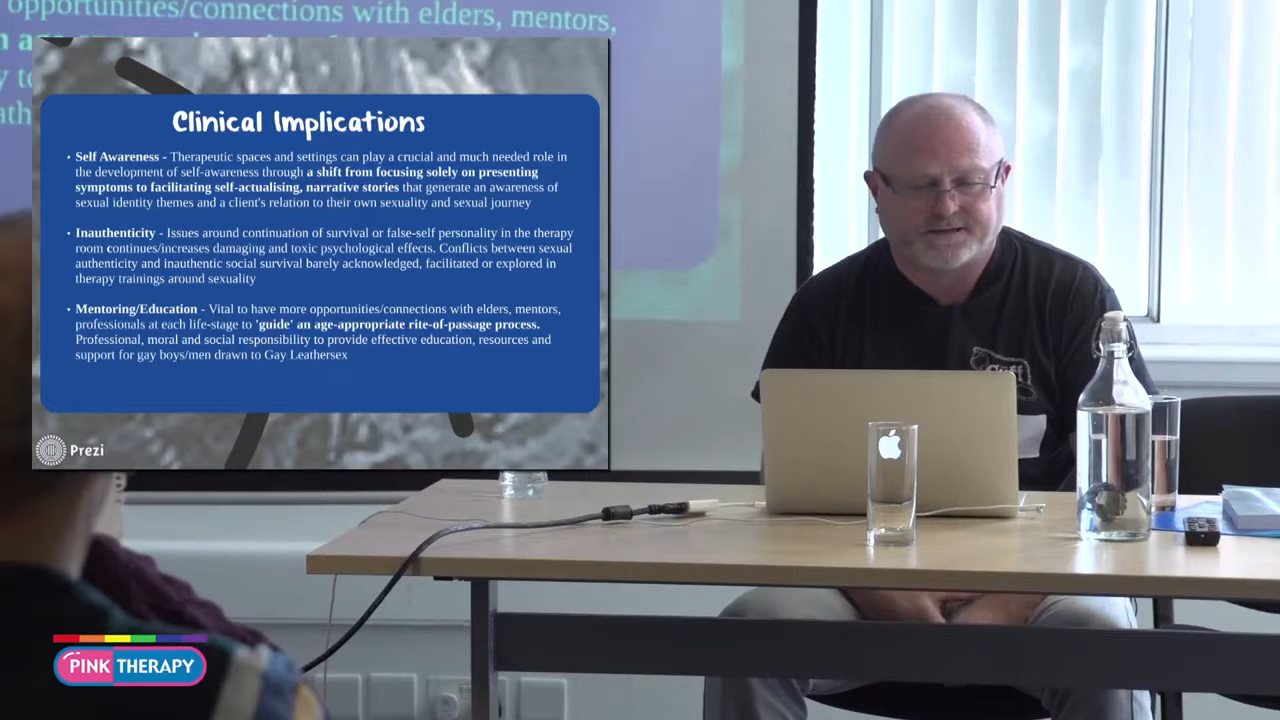 opportunities/connections with elders, mentors,
Clinical Implications
• Self Awareness - Therapeutic spaces and settings can play a crucial and much needed role in
the development of self-awareness through a shift from focusing solely on presenting
symptoms to facilitating self-actualising, narrative stories that generate an awareness of
sexual identity themes and a client's relation to their own sexuality and sexual journey
• Inauthenticity - Issues around continuation of survival or false-self personality in the therapy
room continues/increases damaging and toxic psychological effects. Conflicts between sexual
authenticity and inauthentic social survival barely acknowledged, facilitated or explored in
therapy trainings around sexuality
• Mentoring/Education - Vital to have more opportunities/connections with elders, mentors,
professionals at each life-stage to 'guide' an age-appropriate rite-of-passage process.
Professional, moral and social responsibility to provide effective education, resources and
support for gay boys/men drawn to Gay Leathersex
Prezi
PINK THERAPY